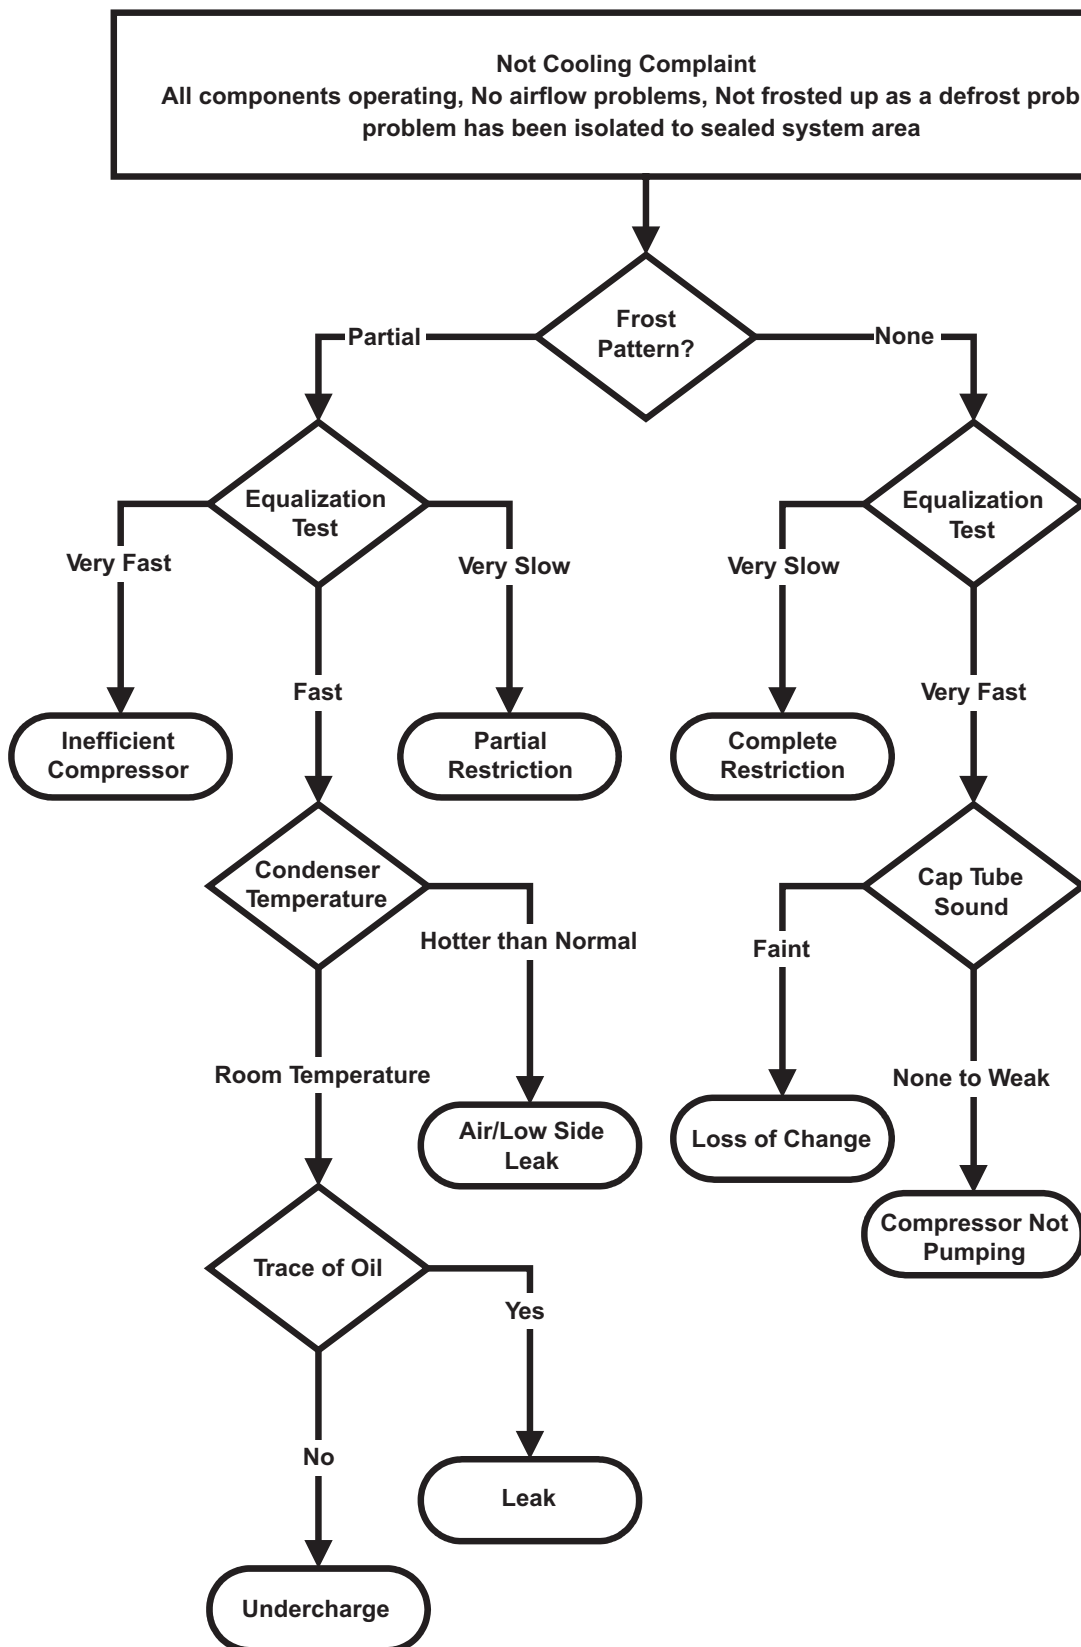 Not Cooling Complaint
All components operating, No airflow problems, Not frosted up as a defrost prob
problem has been isolated to sealed system area
Frost
Pattern?
Partial
None
Equalization
Test
Equalization
Test
Very Fast
Very Slow
Very Slow
Fast
Very Fast
Inefficient
Compressor
Partial
Restriction
Complete
Restriction
Condenser
Temperature
Cap Tube
Sound
Hotter than Normal
Faint
Room Temperature
None to Weak
Air/Low Side
Leak
Loss of Change
Compressor Not
Pumping
Trace of Oil
Yes
No
Leak
Undercharge